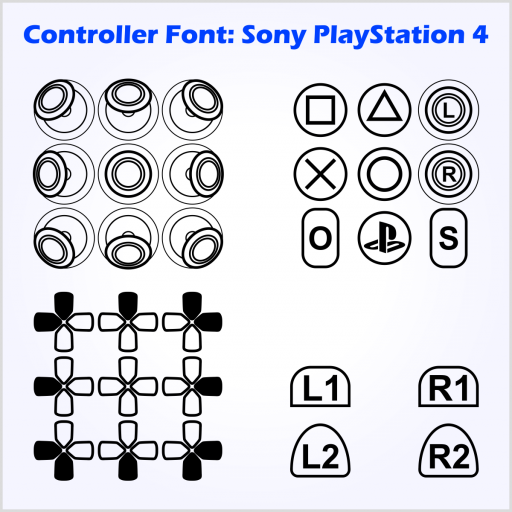 Controller Font: Sony PlayStation 4
L
R
O S
L1 R1
L2 R2